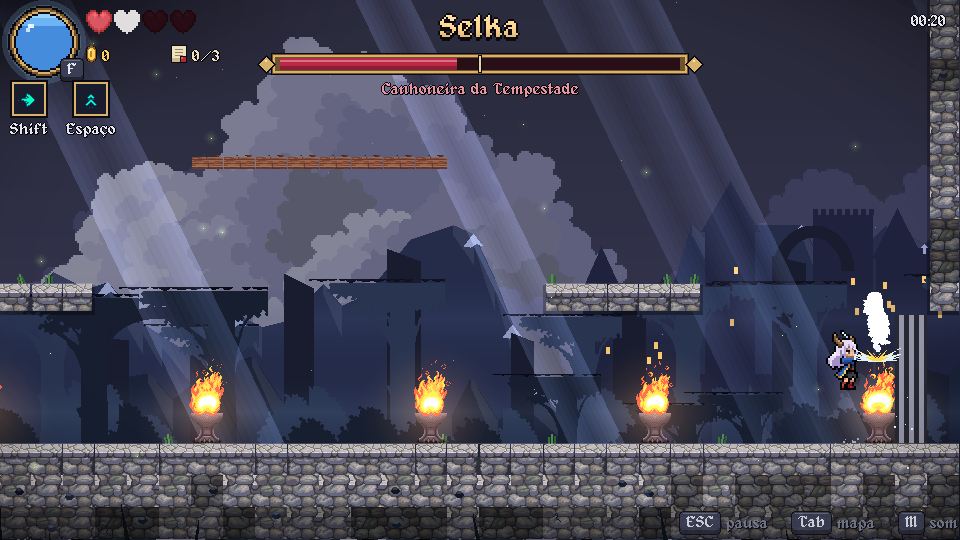 Selka
00:20
F
0
0/3
Canhoneira da Tempestade
Shift
Espaço
ESC pausa
Tab mapa
M som